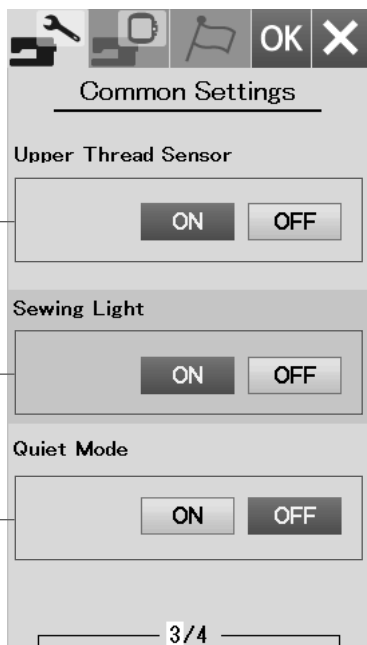 OK
Common Settings
Upper Thread Sensor
ON OFF
Sewing Light
ON OFF
Quiet Mode
ON OFF
3/4